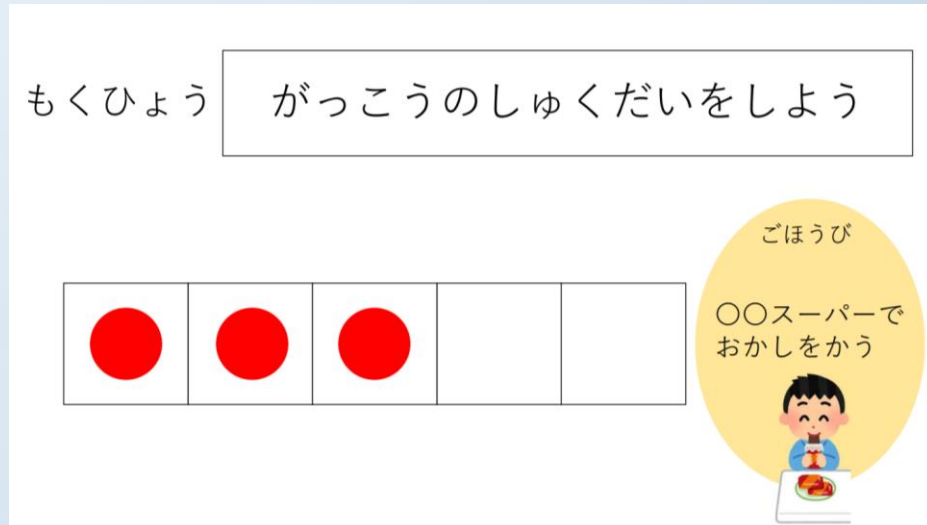 もくひょう
がっこうのしゅくだいをしよう
ごほうび
〇〇スーパーで
おかしをかう